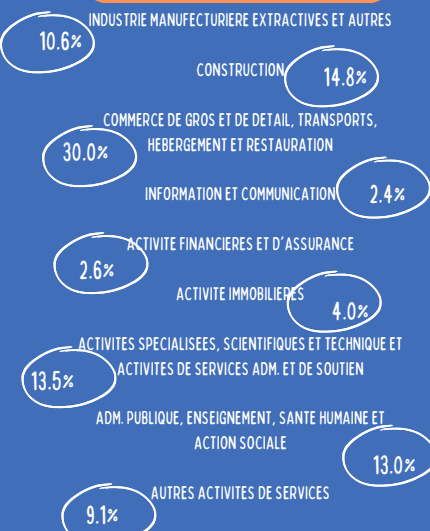 INDUSTRIE MANUFECTURIERE EXTRACTIVES ET AUTRES
10.6%
CONSTRUCTION
14.8%
COMMERCE DE GROS ET DE DETAIL, TRANSPORTS,
HEBERGEMENT ET RESTAURATION
30.0%
INFORMATION ET COMMUNICATION
2.4%
ACTIVITE FINANCIERES ET D'ASSURANCE
2.6%
ACTIVITE IMMOBILIERES
4.0%
ACTIVITES SPECIALISEES, SCIENTIFIQUES ET TECHNIQUE ET
ACTIVITES DE SERVICES ADM. ET DE SOUTIEN
13.5%
ADM. PUBLIQUE, ENSEIGNEMENT, SANTE HUMAINE ET
ACTION SOCIALE
13.0%
AUTRES ACTIVITES DE SERVICES
9.1%